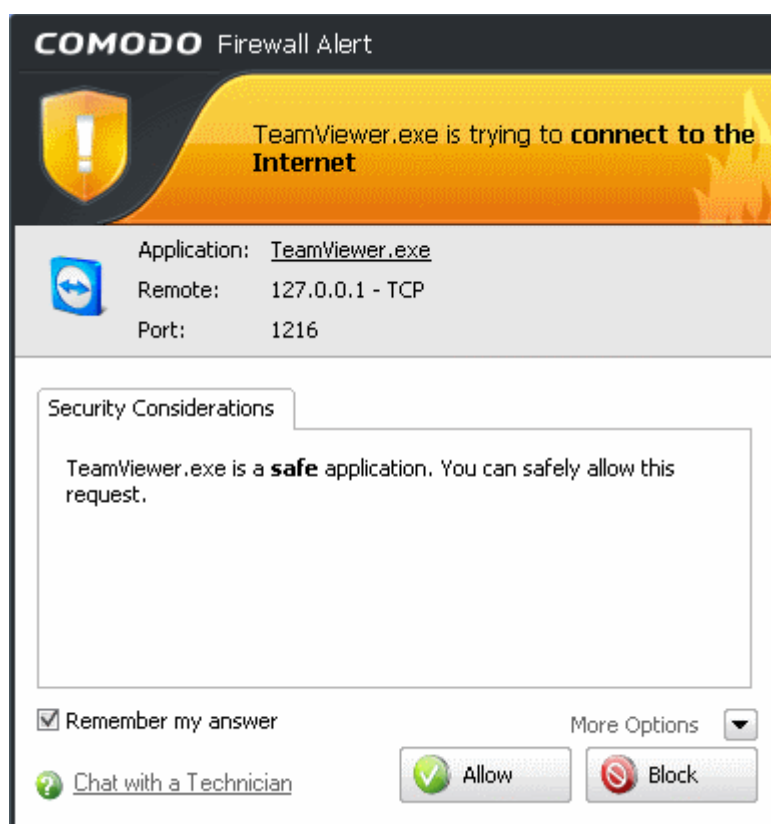 COMODO Firewall Alert
TeamViewer.exe is trying to connect to the
Internet
Application: TeamViewer.exe
Remote: 127.0.0.1 - TCP
Port: 1216
Security Considerations
TeamViewer.exe is a safe application. You can safely allow this
request.
Remember my answer
More Options
Chat with a Technician
Allow
Block